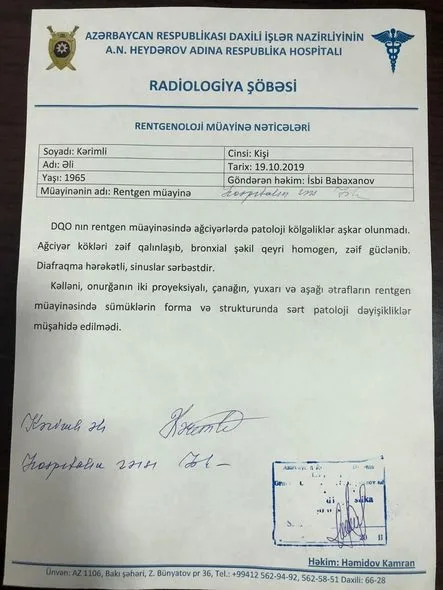 AZƏRBAYCAN RESPUBLİKASI DAXİLİ İŞLƏR NAZİRLİYİNİN
A.N. HEYDƏROV ADINA RESPUBLİKA HOSPİTALI
RADİOLOGİYA ŞÖBƏSİ
RENTGENOLOJİ MÜAYİNƏ NƏTİCƏLƏRİ
Soyadı: Kərimli Cinsi: Kişi
Adı: Əli Tarix: 19.10.2019
Yaşı: 1965 Göndərən həkim: İsbi Babaxanov
Müayinənin adı: Rentgen müayinə
DQO nın rentgen müayinəsində ağciyərlərdə patoloji kölgəliklər aşkar olunmadı.
Ağciyər kökləri zəif qalınlaşıb, bronxial şəkil qeyri homogen, zəif güclənib.
Diafraqma hərəkətli, sinuslar sərbəstdir.
Kəlləni, onurğanın iki proyeksiyalı, çanağın, yuxarı və aşağı ətrafların rentgen
müayinəsində sümüklərin forma və strukturunda sərt patoloji dəyişikliklər
müşahidə edilmədi.
Kərimli Əli
Həkim: Həmidov Kamran
Ünvan: AZ 1106, Bakı şəhəri, Z. Bünyatov pr 36, Tel.: +99412 562-94-92, 562-58-51 Daxili: 66-28